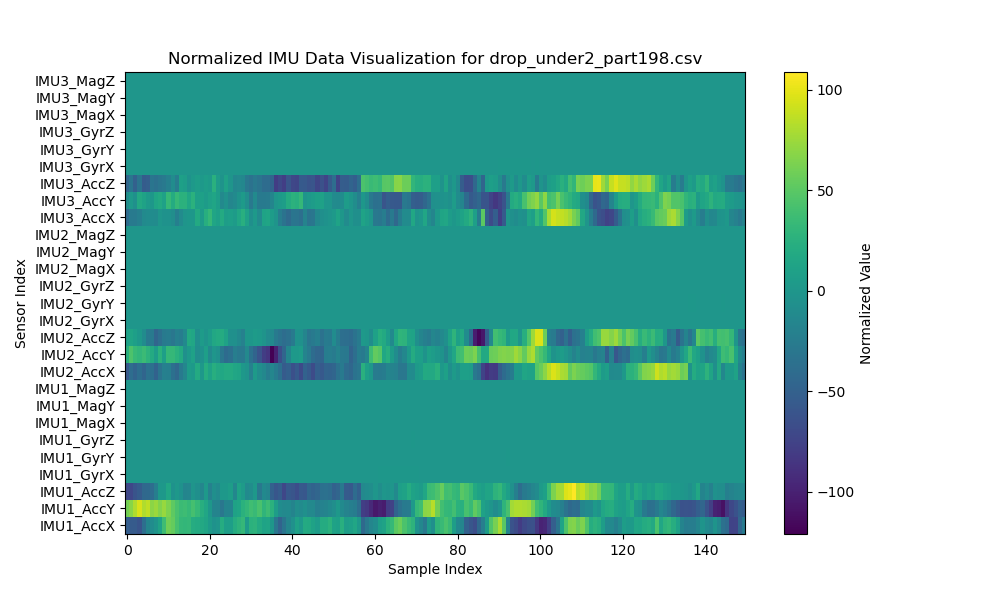 Normalized IMU Data Visualization for drop_under2_part198.csv
IMU3_MagZ
IMU3_MagY
IMU3_MagX
IMU3_GyrZ
IMU3_GyrY
IMU3_GyrX
IMU3_AccZ
IMU3_AccY
IMU3_AccX
IMU2_MagZ
IMU2_MagY
IMU2_MagX
IMU2_GyrZ
IMU2_GyrY
IMU2_GyrX
IMU2_AccZ
IMU2_AccY
IMU2_AccX
IMU1_MagZ
IMU1_MagY
IMU1_MagX
IMU1_GyrZ
IMU1_GyrY
IMU1_GyrX
IMU1_AccZ
IMU1_AccY
IMU1_AccX
Sensor Index
0 20 40 60 80 100 120 140
Sample Index
100
50
0
−50
−100
Normalized Value